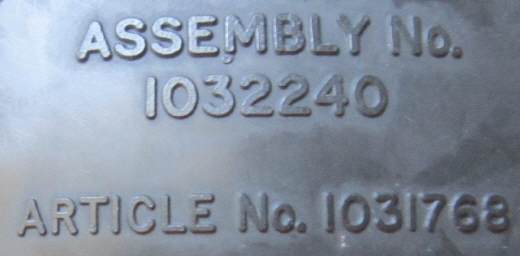 ASSEMBLY No.
1032240
ARTICLE No. 1031768